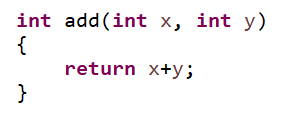 int add(int x, int y)
{
    return x+y;
}